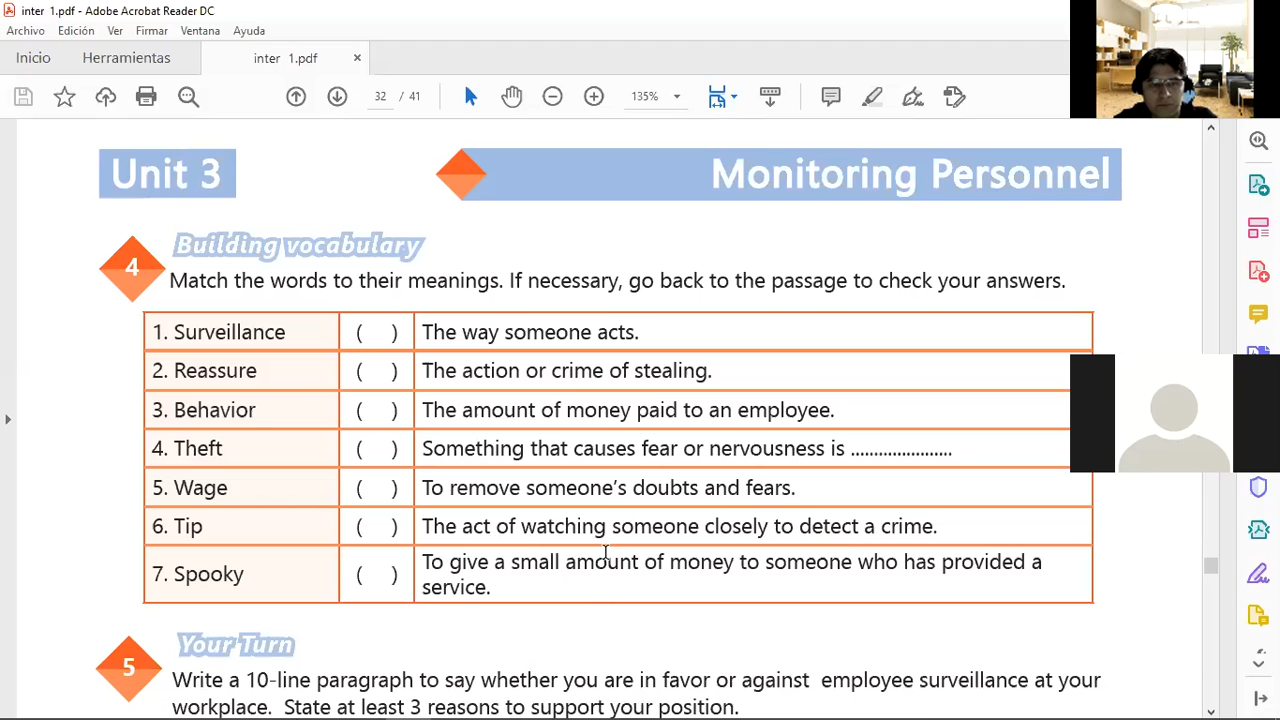 inter 1.pdf - Adobe Acrobat Reader DC
Archivo Edición Ver Firmar Ventana Ayuda
Inicio Herramientas inter 1.pdf ×
32 / 41 135%
Unit 3 Monitoring Personnel
Building vocabulary
4 Match the words to their meanings. If necessary, go back to the passage to check your answers.
1. Surveillance ( ) The way someone acts.
2. Reassure ( ) The action or crime of stealing.
3. Behavior ( ) The amount of money paid to an employee.
4. Theft ( ) Something that causes fear or nervousness is ......................
5. Wage ( ) To remove someone's doubts and fears.
6. Tip ( ) The act of watching someone closely to detect a crime.
7. Spooky ( ) To give a small amount of money to someone who has provided a
service.
Your Turn
5 Write a 10-line paragraph to say whether you are in favor or against employee surveillance at your
workplace. State at least 3 reasons to support your position.